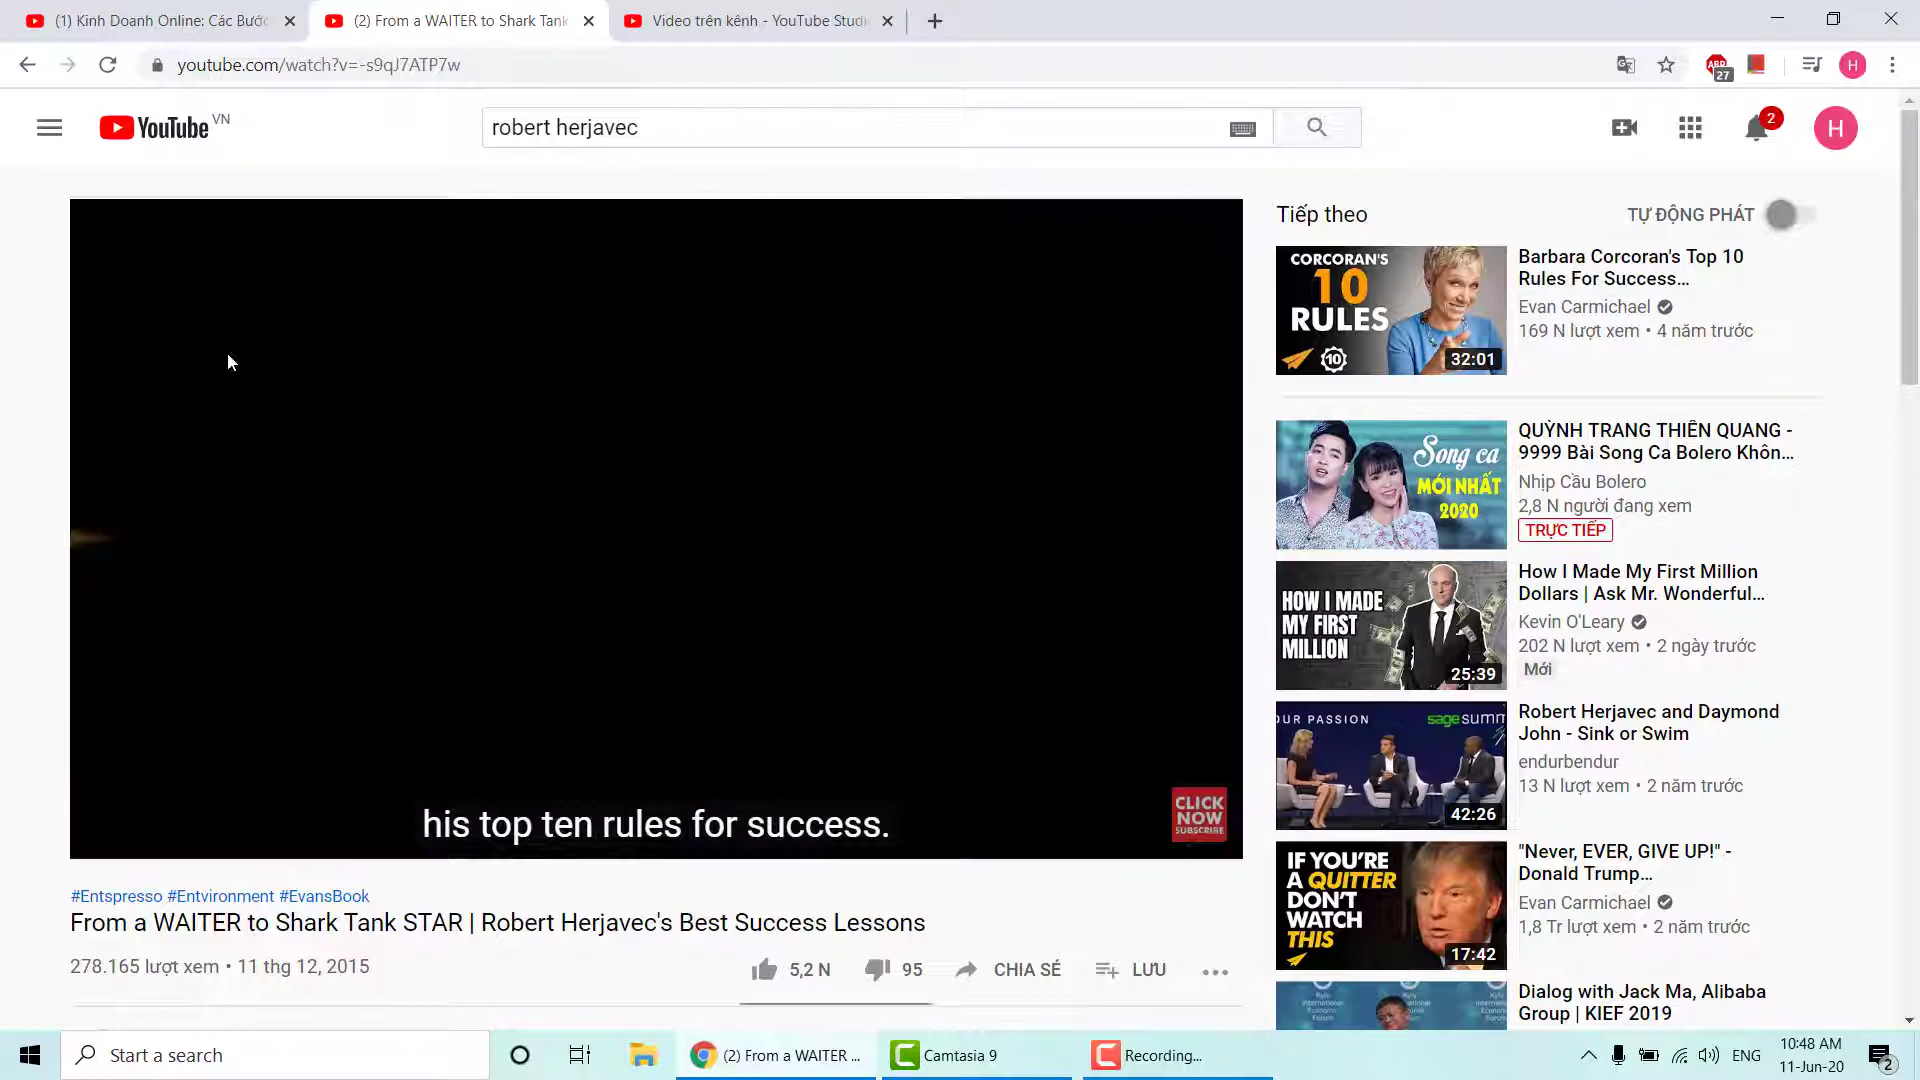 (1) Kinh Doanh Online: Các Bước
(2) From a WAITER to Shark Tank
Video trên kênh - YouTube Studi
youtube.com/watch?v=-s9qJ7ATP7w
ABP
27
H
YouTube VN
robert herjavec
2
H
Tiếp theo
TỰ ĐỘNG PHÁT
CORCORAN'S
10
RULES
10
32:01
Barbara Corcoran's Top 10
Rules For Success...
Evan Carmichael
169 N lượt xem • 4 năm trước
Song ca
MỚI NHẤT
2020
QUỲNH TRANG THIÊN QUANG -
9999 Bài Song Ca Bolero Khôn...
Nhịp Cầu Bolero
2,8 N người đang xem
TRỰC TIẾP
HOW I MADE
MY FIRST
MILLION
25:39
How I Made My First Million
Dollars | Ask Mr. Wonderful...
Kevin O'Leary
202 N lượt xem • 2 ngày trước
Mới
OUR PASSION
sage summ
42:26
Robert Herjavec and Daymond
John - Sink or Swim
endurbendur
13 N lượt xem • 2 năm trước
IF YOU'RE
A QUITTER
DON'T
WATCH
THIS
17:42
"Never, EVER, GIVE UP!" -
Donald Trump...
Evan Carmichael
1,8 Tr lượt xem • 2 năm trước
Dialog with Jack Ma, Alibaba
Group | KIEF 2019
his top ten rules for success.
CLICK
NOW
SUBSCRIBE
#Entspresso #Entvironment #EvansBook
From a WAITER to Shark Tank STAR | Robert Herjavec's Best Success Lessons
278.165 lượt xem • 11 thg 12, 2015
5,2 N
95
CHIA SẺ
LƯU
Start a search
(2) From a WAITER ...
Camtasia 9
Recording...
ENG
10:48 AM
11-Jun-20
2